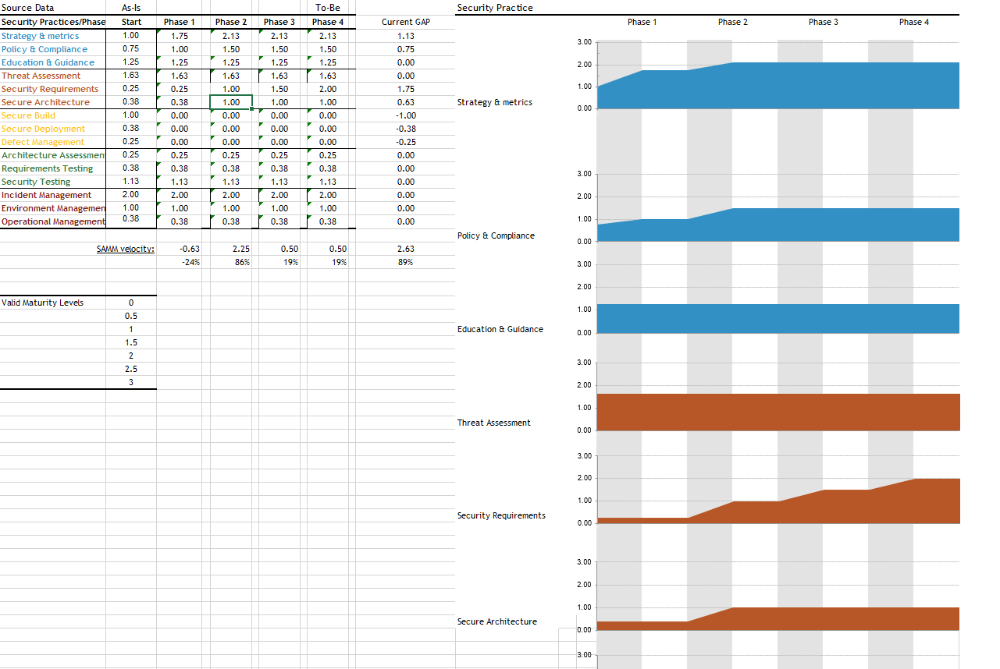 Source Data As-Is To-Be
Security Practices/Phase Start Phase 1 Phase 2 Phase 3 Phase 4 Current GAP
Strategy & metrics 1.00 1.75 2.13 2.13 2.13 1.13
Policy & Compliance 0.75 1.00 1.50 1.50 1.50 0.75
Education & Guidance 1.25 1.25 1.25 1.25 1.25 0.00
Threat Assessment 1.63 1.63 1.63 1.63 1.63 0.00
Security Requirements 0.25 0.25 1.00 1.50 2.00 1.75
Secure Architecture 0.38 0.38 1.00 1.00 1.00 0.63
Secure Build 1.00 0.00 0.00 0.00 0.00 -1.00
Secure Deployment 0.38 0.00 0.00 0.00 0.00 -0.38
Defect Management 0.25 0.00 0.00 0.00 0.00 -0.25
Architecture Assessmen 0.25 0.25 0.25 0.25 0.25 0.00
Requirements Testing 0.38 0.38 0.38 0.38 0.38 0.00
Security Testing 1.13 1.13 1.13 1.13 1.13 0.00
Incident Management 2.00 2.00 2.00 2.00 2.00 0.00
Environment Managemen 1.00 1.00 1.00 1.00 1.00 0.00
Operational Management 0.38 0.38 0.38 0.38 0.38 0.00
SAMM velocity: -0.63 2.25 0.50 0.50 2.63
-24% 86% 19% 19% 89%
Valid Maturity Levels 0
0.5
1
1.5
2
2.5
3
Security Practice
Phase 1 Phase 2 Phase 3 Phase 4
3.00
2.00
1.00
Strategy & metrics
0.00
3.00
2.00
1.00
Policy & Compliance
0.00
3.00
2.00
1.00
Education & Guidance
0.00
3.00
2.00
1.00
Threat Assessment
0.00
3.00
2.00
1.00
Security Requirements
0.00
3.00
2.00
1.00
Secure Architecture
0.00
3.00